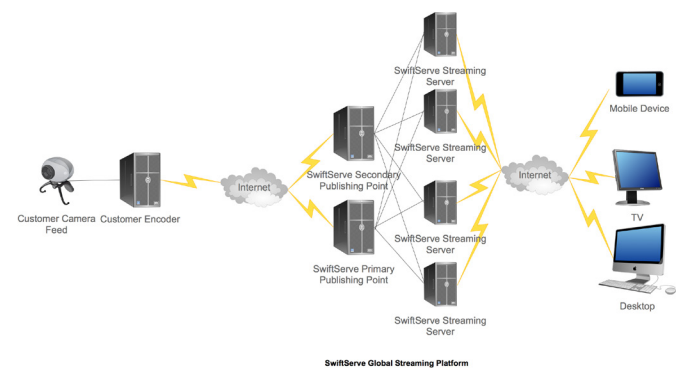 SwiftServe Streaming
Server
Mobile Device
SwiftServe Streaming
Server
SwiftServe Secondary
Publishing Point
Internet
Internet
Customer Camera
Feed
Customer Encoder
TV
SwiftServe Streaming
Server
SwiftServe Primary
Publishing Point
Desktop
SwiftServe Streaming
Server
SwiftServe Global Streaming Platform